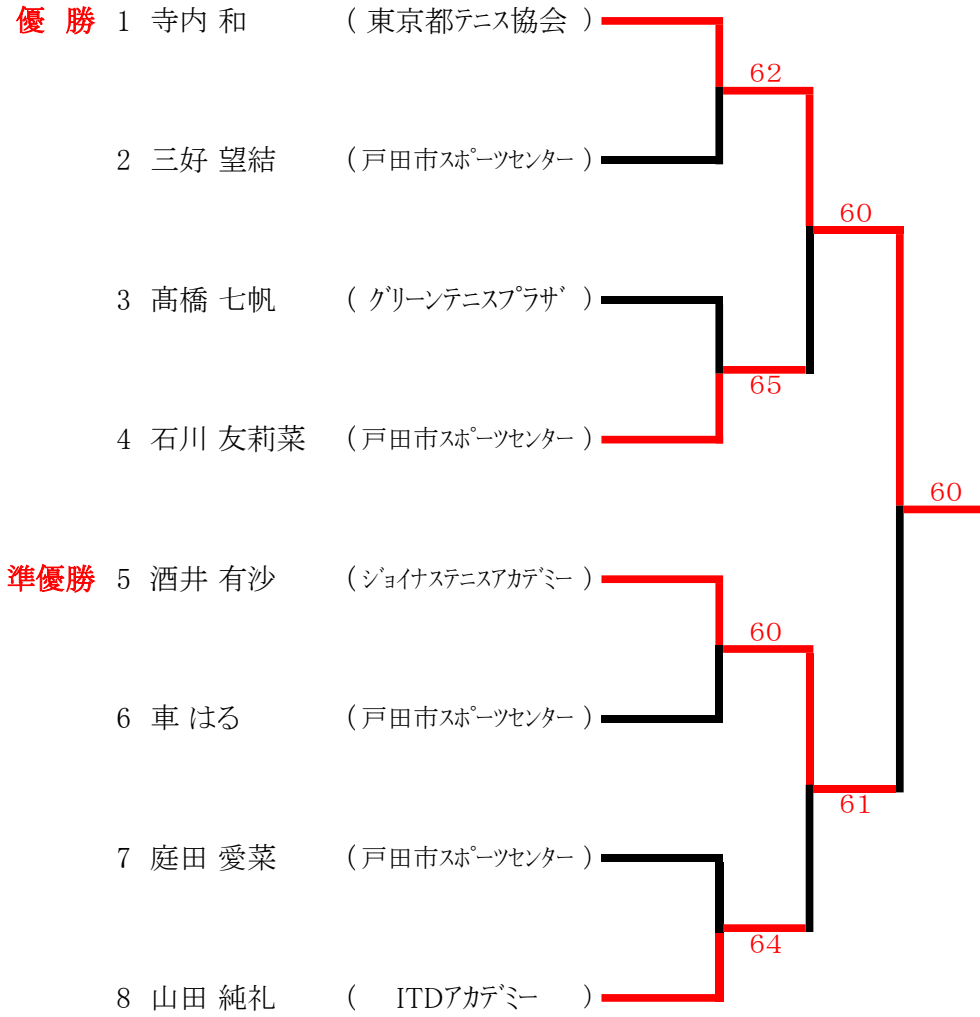 優 勝 1 寺内 和 ( 東京都テニス協会 )
62
2 三好 望結 ( 戸田市スポーツセンター )
60
3 髙橋 七帆 ( グリーンテニスプラザ )
65
4 石川 友莉菜 ( 戸田市スポーツセンター )
60
準優勝 5 酒井 有沙 ( ジョイナステニスアカデミー )
60
6 車 はる ( 戸田市スポーツセンター )
61
7 庭田 愛菜 ( 戸田市スポーツセンター )
64
8 山田 純礼 ( ITDアカデミー )